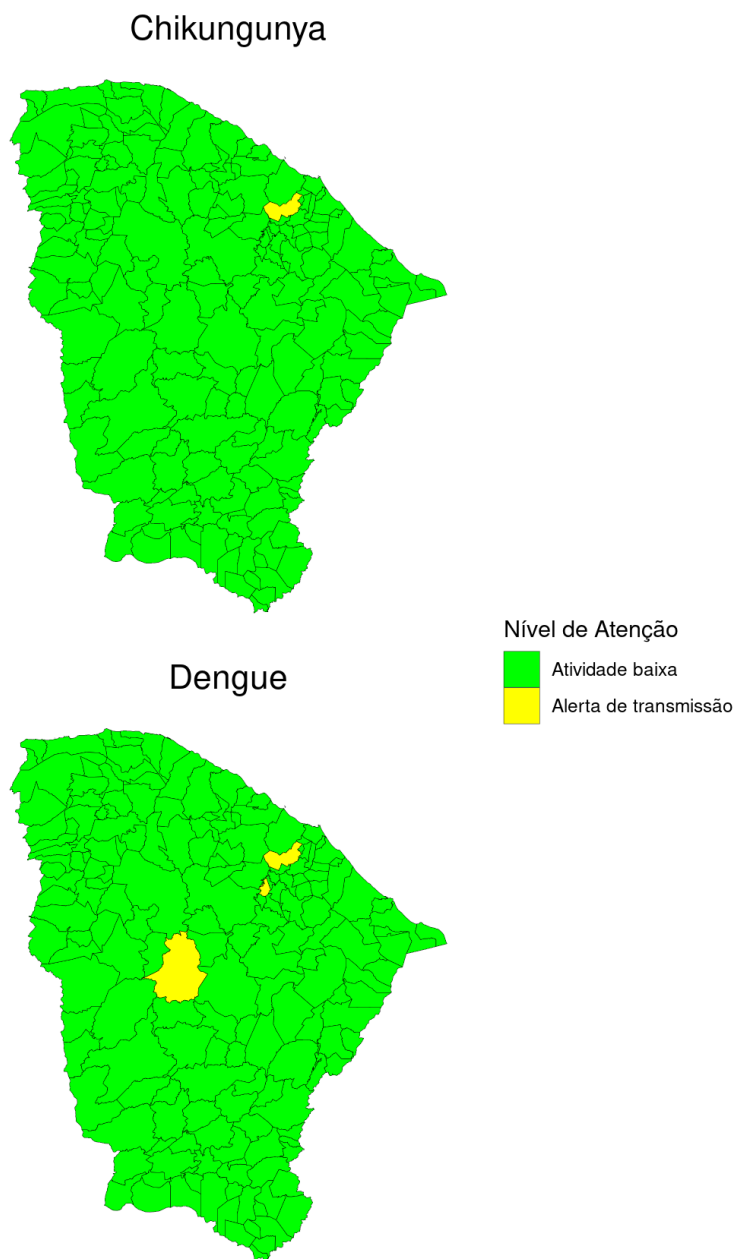 Chikungunya
Nível de Atenção
Atividade baixa
Alerta de transmissão
Dengue